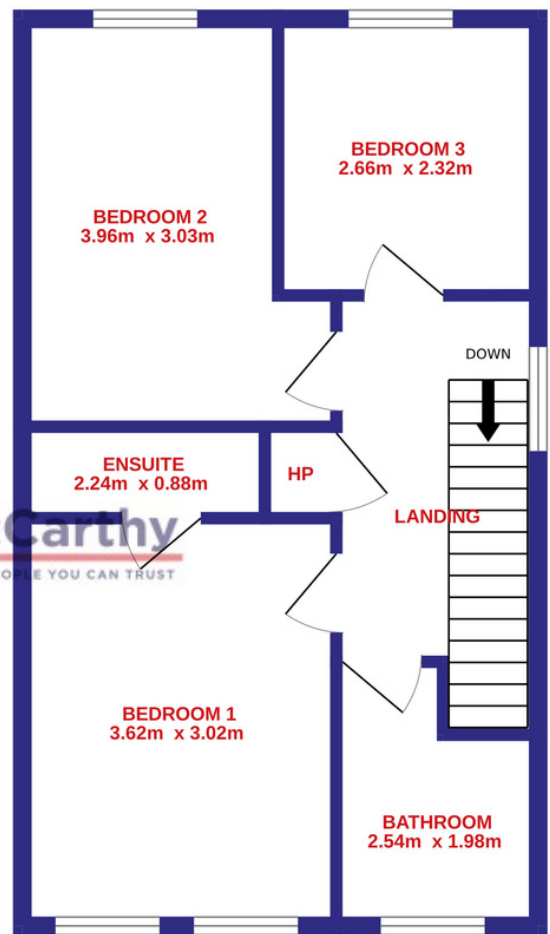 BEDROOM 3
2.66m x 2.32m
BEDROOM 2
3.96m x 3.03m
DOWN
ENSUITE
2.24m x 0.88m
HP
LANDING
Carthy
YOU CAN TRUST
BEDROOM 1
3.62m x 3.02m
BATHROOM
2.54m x 1.98m